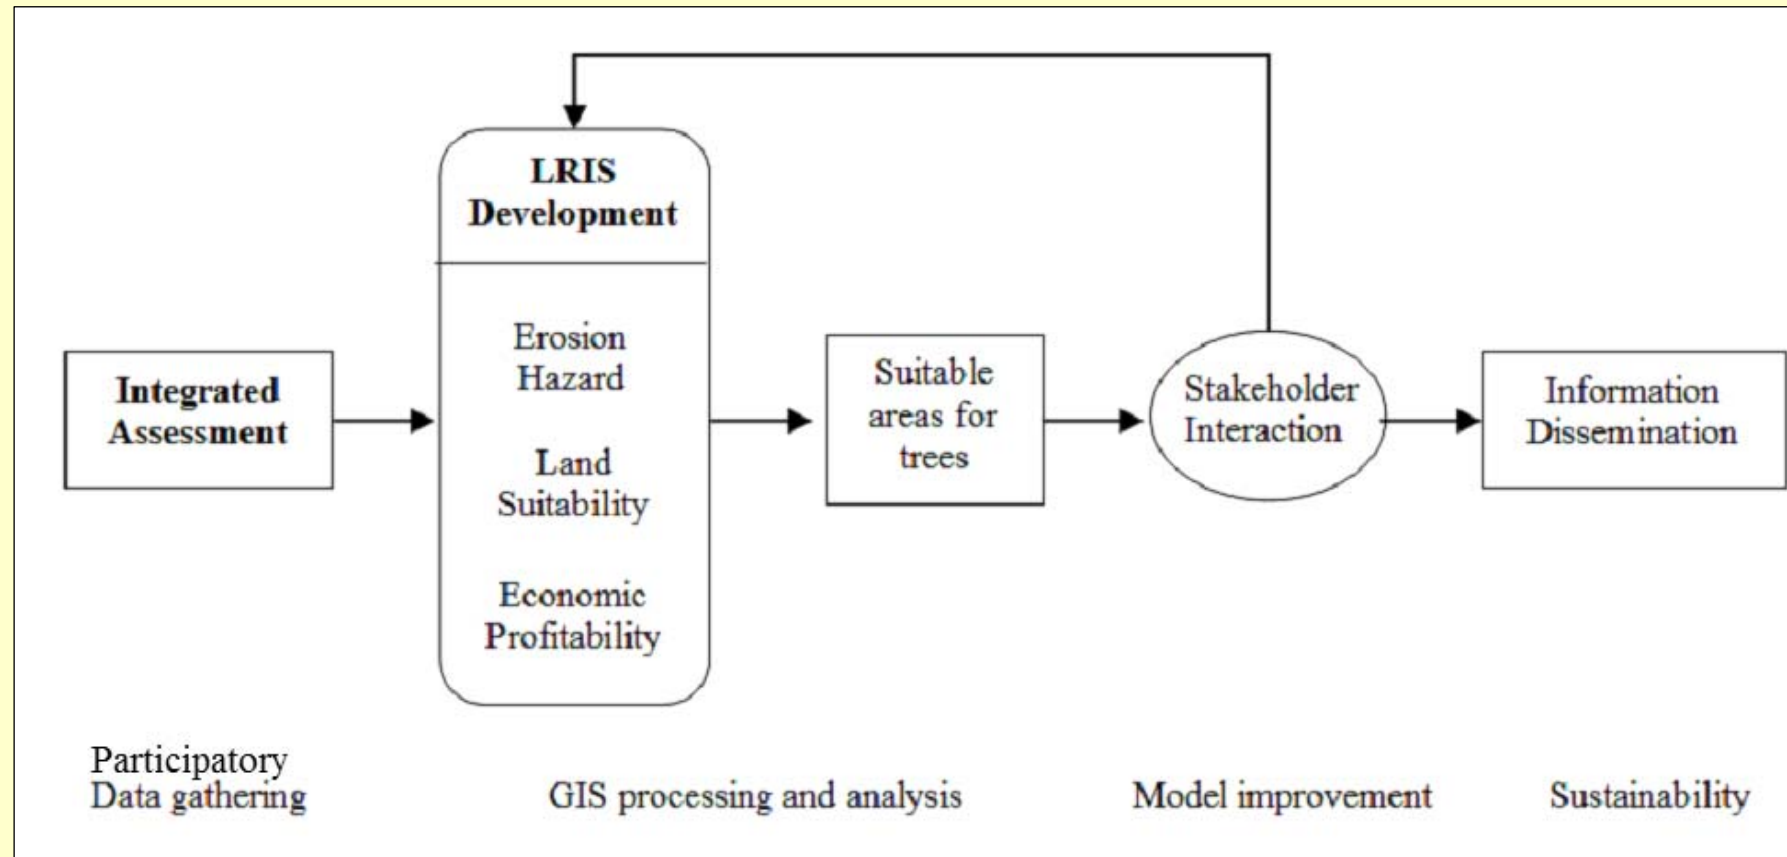 Integrated
Assessment
LRIS
Development
Erosion
Hazard
Land
Suitability
Economic
Profitability
Suitable
areas for
trees
Stakeholder
Interaction
Information
Dissemination
Participatory
Data gathering
GIS processing and analysis
Model improvement
Sustainability